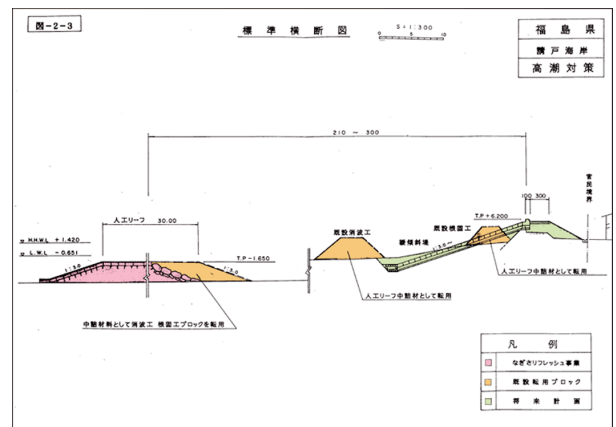 図-2-3
標準横断図
S=1:300
0 5 10
福島県
請戸海岸
高潮対策
210 ~ 300
官民境界
100 300
人工リーフ 30.00
T.P+6.200
H.H.W.L +1.420
L.W.L -0.651
既設消波工
既設根固工
緩傾斜堤
T.P-1.650
1:30
1:30
人工リーフ中詰材として転用
人工リーフ中詰材として転用
中詰材料として消波工 根固工ブロックを転用
凡例
なぎさリフレッシュ事業
既設転用ブロック
将来計画